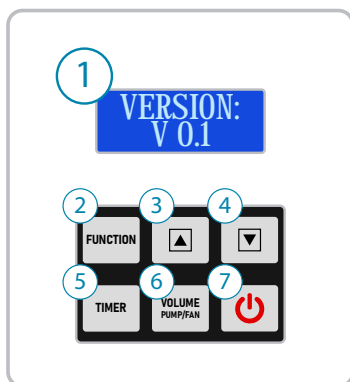 1
VERSION:
V 0.1
2
3
4
FUNCTION
5
6
7
TIMER
VOLUME
PUMP/FAN